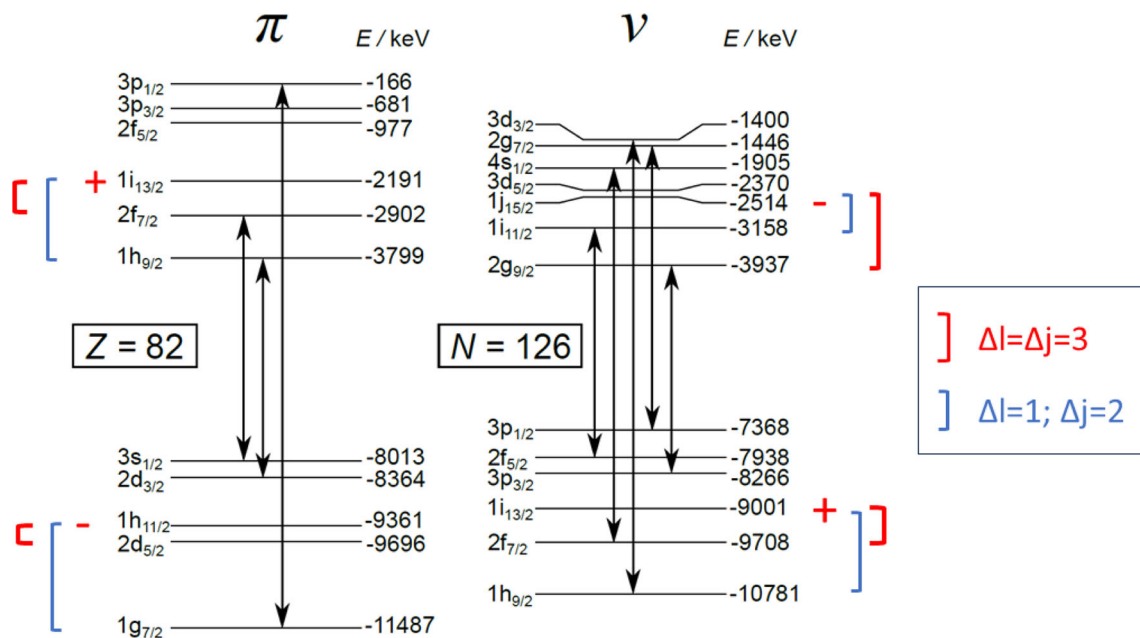 π E / keV
3p1/2 -166
3p3/2 -681
2f5/2 -977
+ 1i13/2 -2191
2f7/2 -2902
1h9/2 -3799
Z = 82
3s1/2 -8013
2d3/2 -8364
- 1h11/2 -9361
2d5/2 -9696
1g7/2 -11487
ν E / keV
3d3/2 -1400
2g7/2 -1446
4s1/2 -1905
3d5/2 -2370
1j15/2 -2514 -
1i11/2 -3158
2g9/2 -3937
N = 126
3p1/2 -7368
2f5/2 -7938
3p3/2 -8266
1i13/2 -9001 +
2f7/2 -9708
1h9/2 -10781
Δl=Δj=3
Δl=1; Δj=2